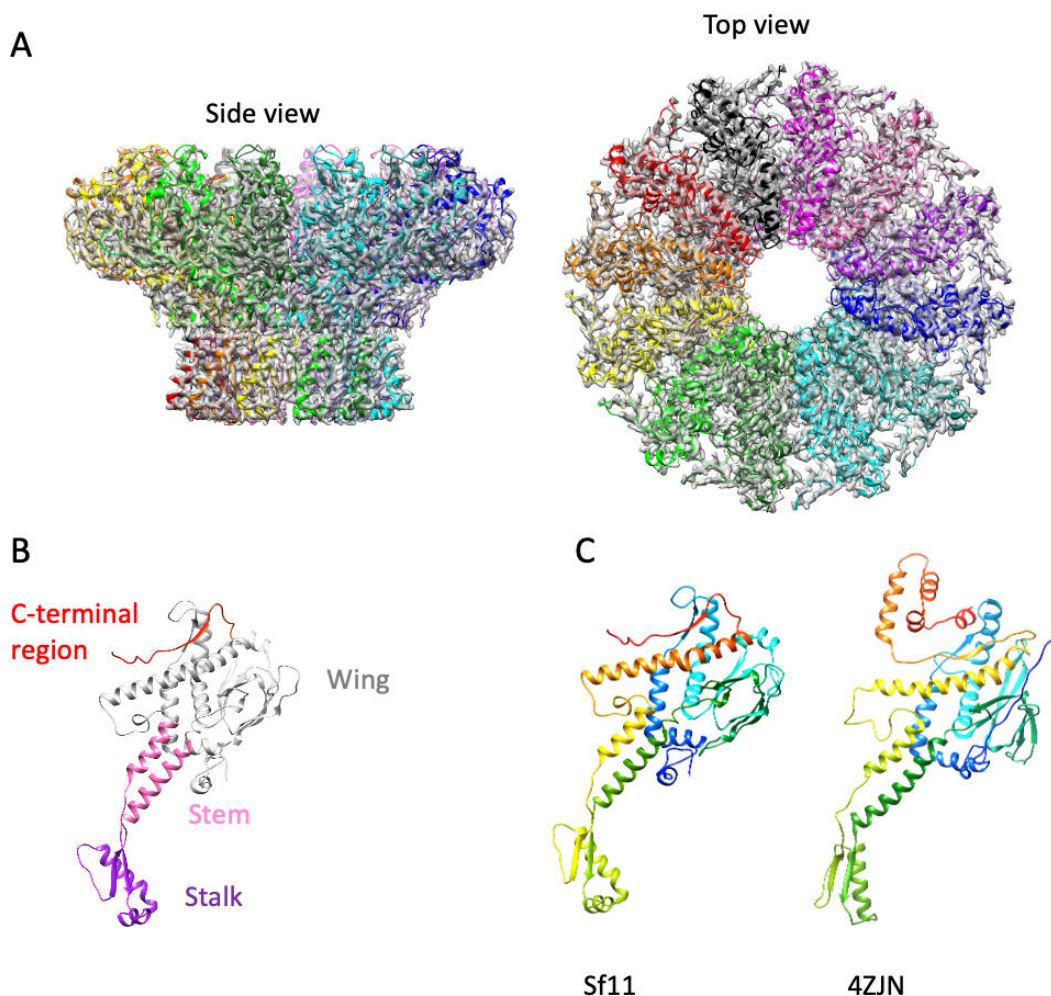 A
Top view
Side view
B
C
C-terminal
region
Wing
Stem
Stalk
Sf11
4ZJN